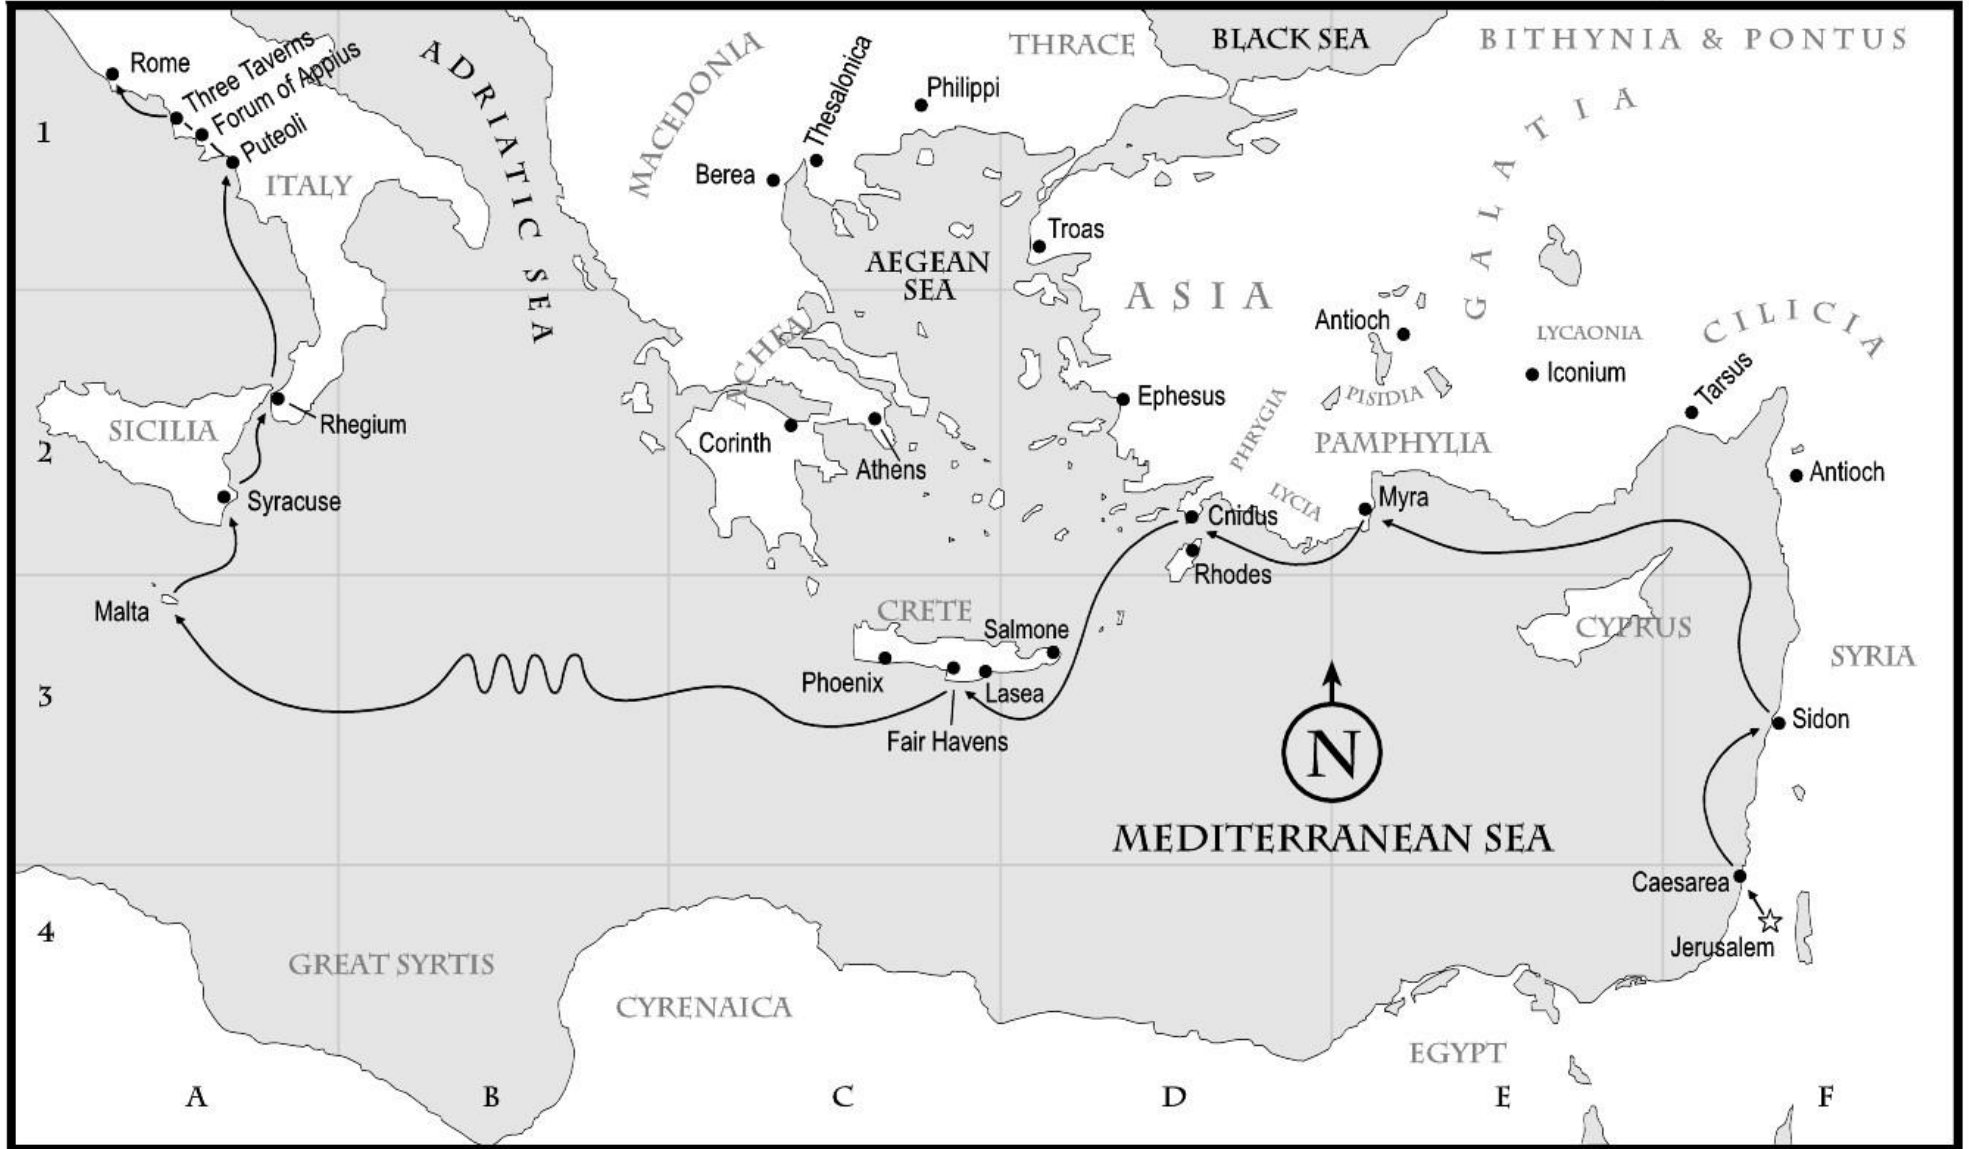 Rome
Three Taverns
Forum of Appius
Puteoli
ITALY
ADRIATIC SEA
MACEDONIA
Thesalonica
Berea
Philippi
THRACE
BLACK SEA
BITHYNIA & PONTUS
GALATIA
1
Troas
AEGEAN
SEA
ASIA
Antioch
LYCAONIA
Iconium
CILICIA
Tarsus
ACHEA
SICILIA
Rhegium
2
Syracuse
Corinth
Athens
Ephesus
PHRYGIA
PISIDIA
PAMPHYLIA
LYCIA
Myra
Antioch
Cnidus
Rhodes
Malta
CRETE
Salmone
Phoenix
Lasea
Fair Havens
CYPRUS
SYRIA
3
N
Sidon
MEDITERRANEAN SEA
Caesarea
Jerusalem
4
GREAT SYRTIS
CYRENAICA
EGYPT
A
B
C
D
E
F